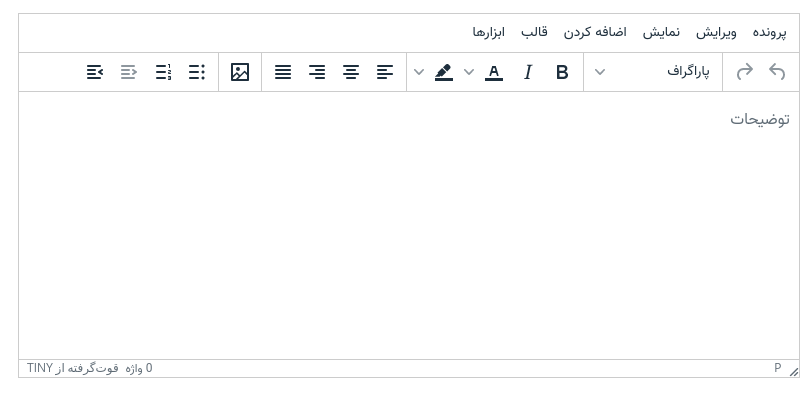 پرونده ویرایش نمایش اضافه کردن قالب ابزارها
پاراگراف
توضیحات
P
0 واژه قوت‌گرفته از TINY